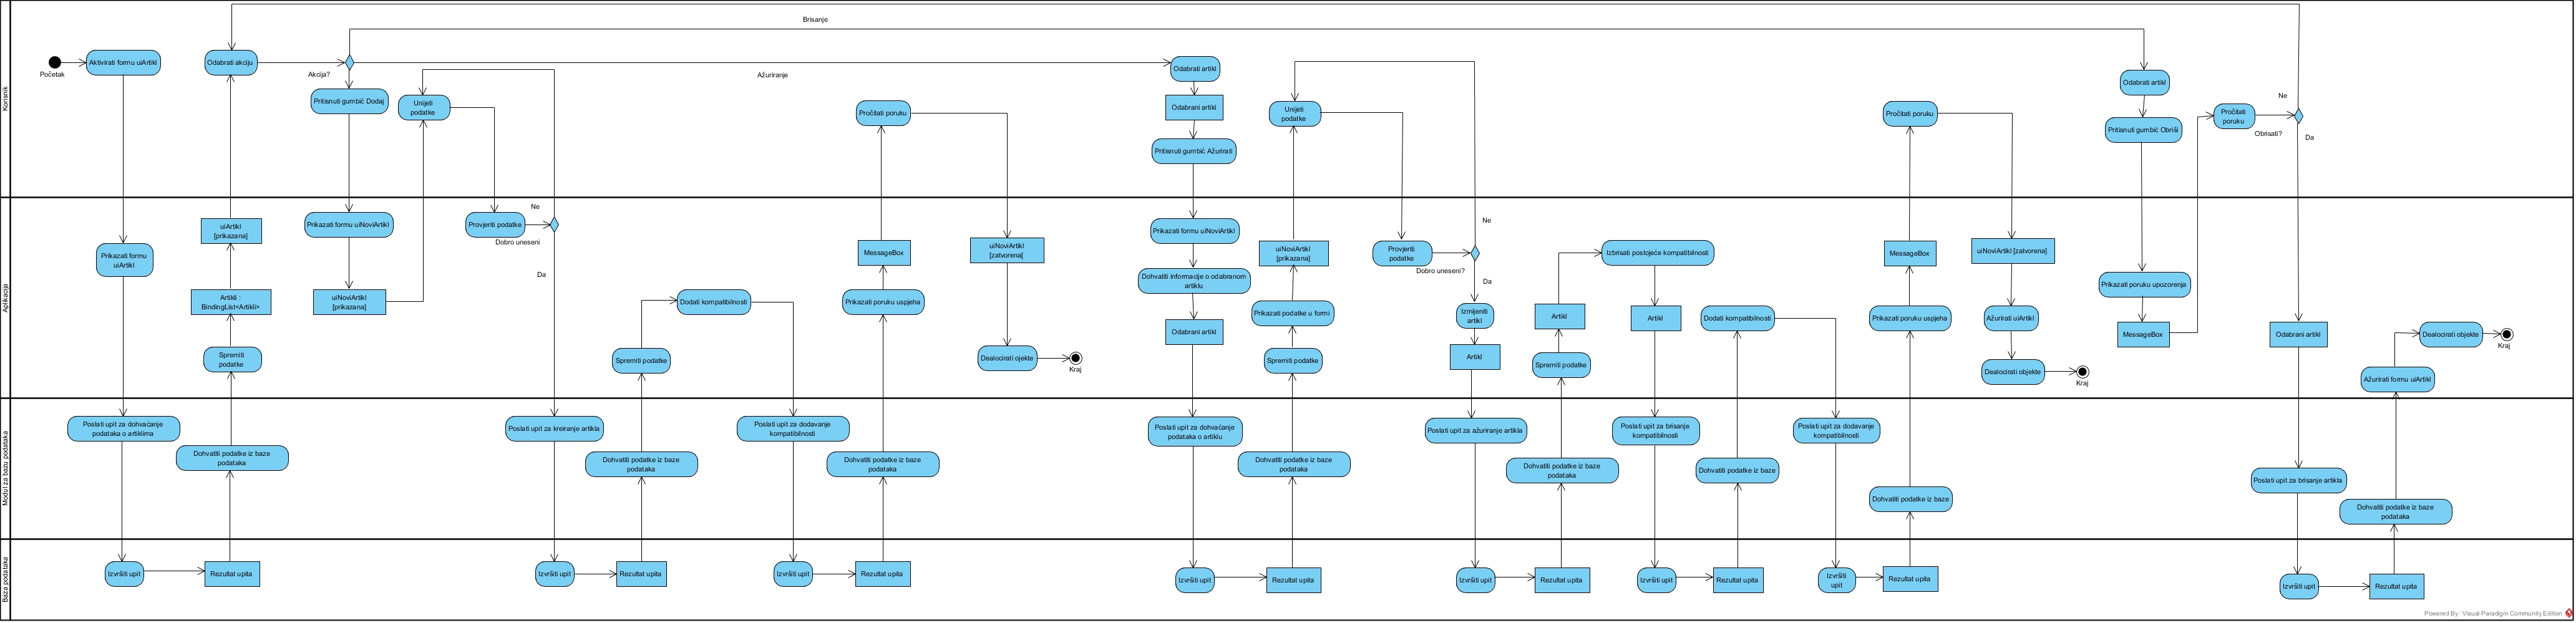 Brisanje
Korisnik
Početak
Aktivirati formu uiArtikl
Odabrati akciju
Akcija?
Pritisnuti gumbić Dodaj
Unijeti
podatke
Ažuriranje
Pročitati poruku
Odabrati artikl
Odabrani artikl
Pritisnuti gumbić Ažurirati
Unijeti
podatke
Pročitati poruku
Odabrati artikl
Pritisnuti gumbić Obriši
Pročitati
poruku
Obrisati?
Ne
Da
Aplikacija
Prikazati formu
uiArtikl
uiArtikl
[prikazana]
Artikli :
BindingList<Artikli>
Spremiti
podatke
Prikazati formu uiNoviArtikl
uiNoviArtikl
[prikazana]
Provjeriti podatke
Ne
Dobro uneseni
Da
Spremiti podatke
Dodati kompatibilnosti
MessageBox
Prikazati poruku uspjeha
uiNoviArtikl
[zatvorena]
Dealocirati ojekte
Kraj
Prikazati formu uiNoviArtikl
Dohvatiti informacije o odabranom
artiklu
Odabrani artikl
uiNoviArtikl
[prikazana]
Prikazati podatke u formi
Spremiti podatke
Provjeriti
podatke
Dobro uneseni?
Ne
Da
Izmijeniti
artikl
Artikl
Artikl
Spremiti podatke
Izbrisati postojeće kompatibilnosti
Artikl
Dodati kompatibilnosti
MessageBox
Prikazati poruku uspjeha
uiNoviArtikl [zatvorena]
Ažurirati uiArtikl
Dealocirati objekte
Kraj
Prikazati poruku upozorenja
MessageBox
Odabrani artikl
Ažurirati formu uiArtikl
Dealocirati objekte
Kraj
Modul za bazu podataka
Poslati upit za dohvaćanje
podataka o artiklima
Dohvatiti podatke iz baze
podataka
Poslati upit za kreiranje artikla
Dohvatiti podatke iz baze
podataka
Poslati upit za dodavanje
kompatibilnosti
Dohvatiti podatke iz baze
podataka
Poslati upit za dohvaćanje
podataka o artiklu
Dohvatiti podatke iz baze
podataka
Poslati upit za ažuriranje artikla
Dohvatiti podatke iz baze
podataka
Poslati upit za brisanje
kompatibilnosti
Dohvatiti podatke iz baze
Poslati upit za dodavanje
kompatibilnosti
Dohvatiti podatke iz baze
Poslati upit za brisanje artikla
Dohvatiti podatke iz baze
podataka
Baza podataka
Izvršiti upit
Rezultat upita
Izvršiti upit
Rezultat upita
Izvršiti upit
Rezultat upita
Izvršiti upit
Rezultat upita
Izvršiti upit
Rezultat upita
Izvršiti upit
Rezultat upita
Izvršiti
upit
Rezultat upita
Izvršiti upit
Rezultat upita
Powered By Visual Paradigm Community Edition